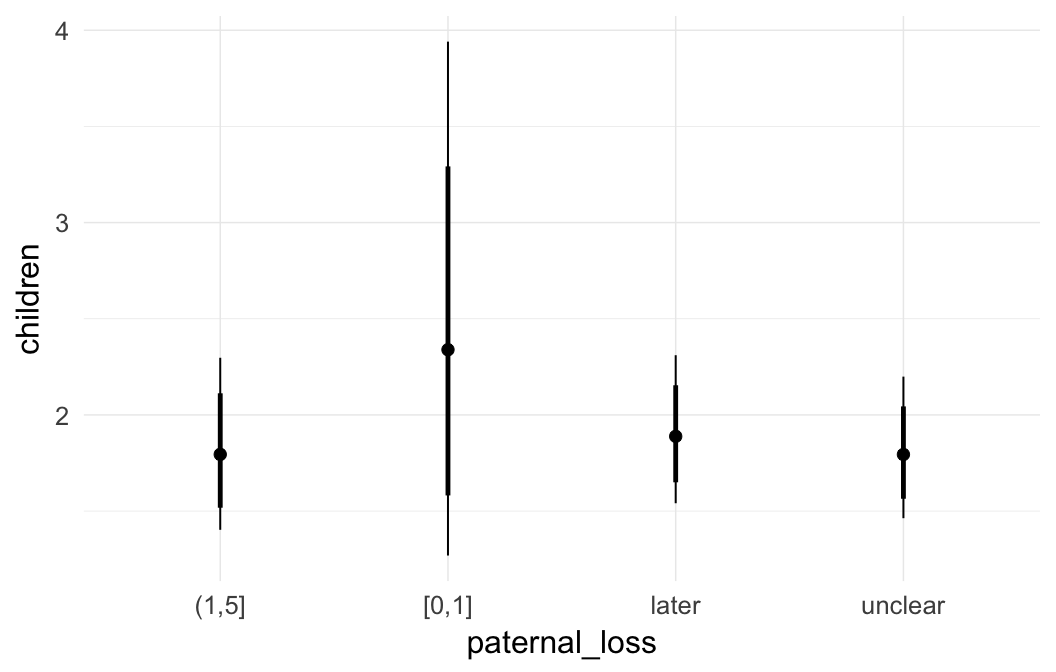 4
3
2
children
(1,5]
[0,1]
later
unclear
paternal_loss